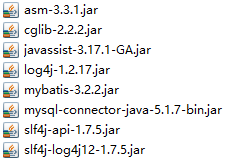 asm-3.3.1.jar
cglib-2.2.2.jar
javassist-3.17.1-GA.jar
log4j-1.2.17.jar
mybatis-3.2.2.jar
mysql-connector-java-5.1.7-bin.jar
slf4j-api-1.7.5.jar
slf4j-log4j12-1.7.5.jar